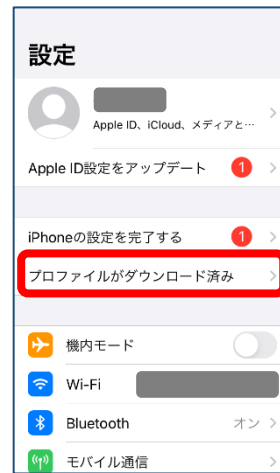 設定
Apple ID、iCloud、メディアと…
Apple ID設定をアップデート 1
iPhoneの設定を完了する 1
プロファイルがダウンロード済み
機内モード
Wi-Fi
Bluetooth オン
モバイル通信